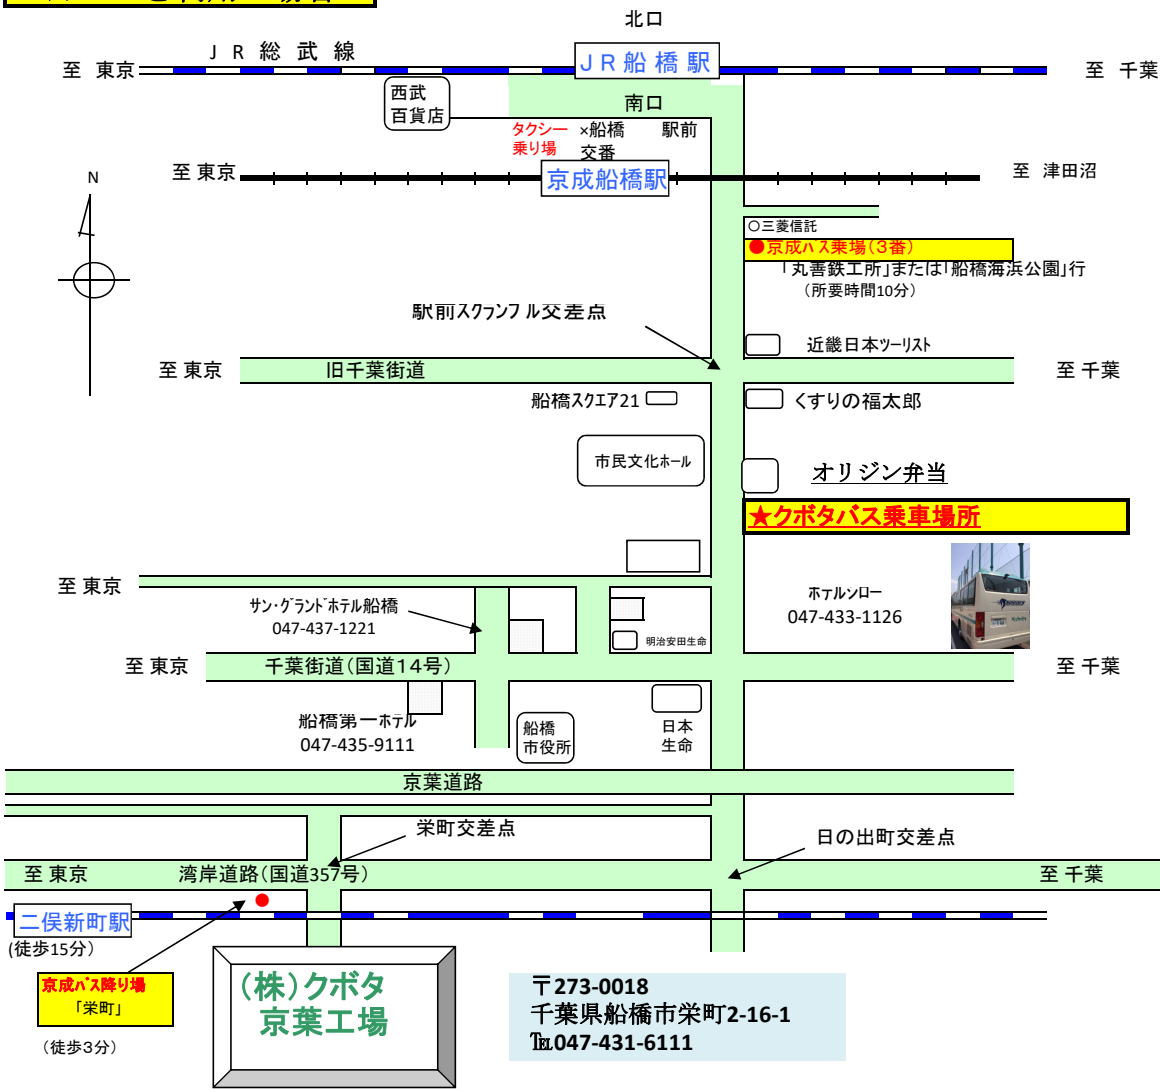 北口
ＪＲ 総 武 線
ＪＲ船橋駅
至 東京
至 千葉
西武
百貨店
南口
タクシー
乗り場
×船橋
交番
駅前
至 東京
京成船橋駅
至 津田沼
N
○三菱信託
●京成バス乗場(3番)
「丸善鉄工所」または「船橋海浜公園」行
（所要時間10分）
駅前スクランブル交差点
近畿日本ツーリスト
至 東京
旧千葉街道
至 千葉
船橋スクエア21
くすりの福太郎
市民文化ホール
オリジン弁当
★クボタバス乗車場所
至 東京
サン・グランドホテル船橋
047-437-1221
ホテルソロー
047-433-1126
明治安田生命
至 東京
千葉街道(国道14号)
至 千葉
船橋第一ホテル
047-435-9111
船橋
市役所
日本
生命
京葉道路
栄町交差点
日の出町交差点
至 東京
湾岸道路(国道357号)
至 千葉
二俣新町駅
(徒歩15分）
京成バス降り場
「栄町」
（徒歩3分）
(株)クボタ
京葉工場
〒273-0018
千葉県船橋市栄町2-16-1
℡047-431-6111